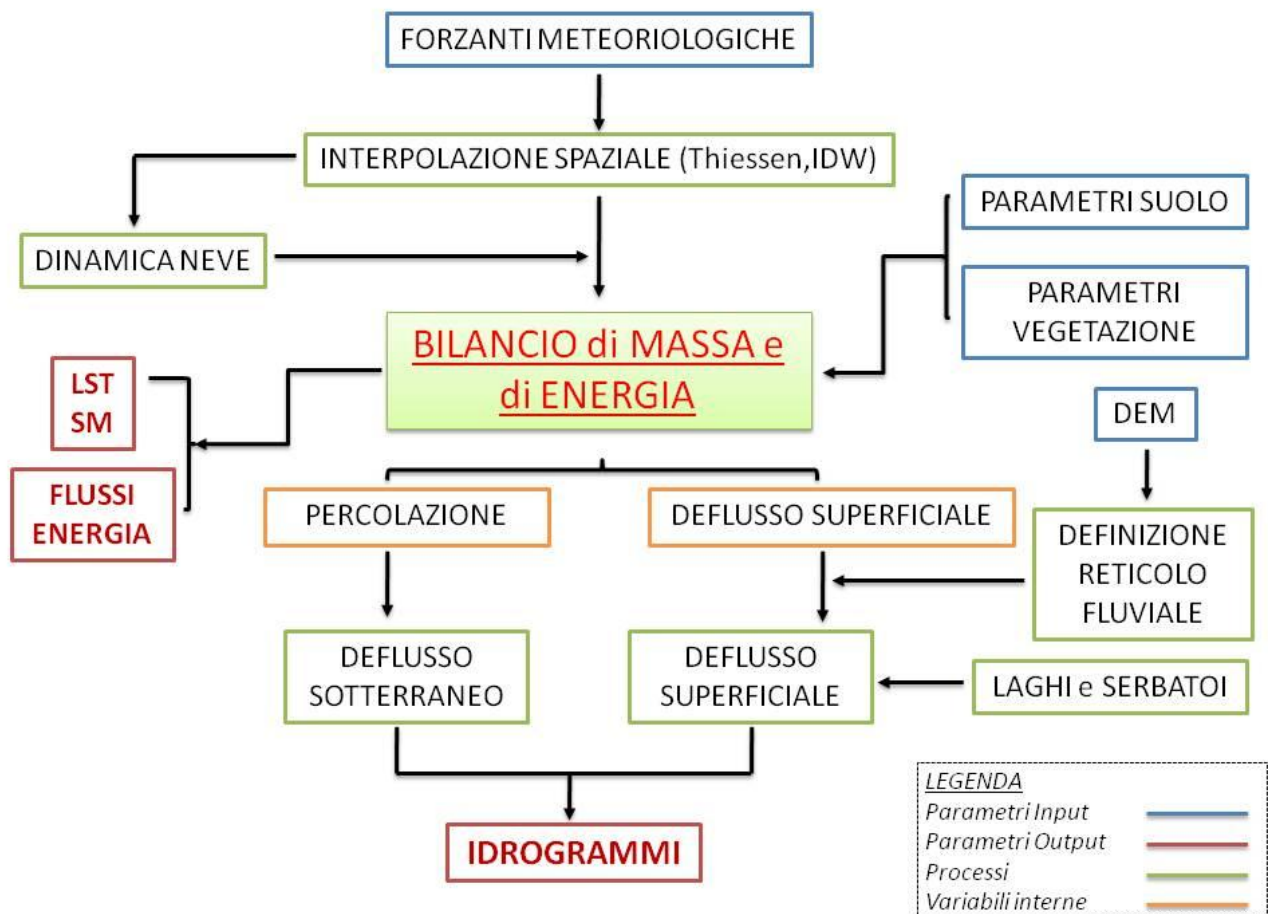 FORZANTI METEORIOLOGICHE
INTERPOLAZIONE SPAZIALE (Thiessen,IDW)
PARAMETRI SUOLO
DINAMICA NEVE
PARAMETRI
VEGETAZIONE
BILANCIO di MASSA e
di ENERGIA
LST
SM
FLUSSI
ENERGIA
DEM
PERCOLAZIONE
DEFLUSSO SUPERFICIALE
DEFINIZIONE
RETICOLO
FLUVIALE
DEFLUSSO
SOTTERRANEO
DEFLUSSO
SUPERFICIALE
LAGHI e SERBATOI
IDROGRAMMI
LEGENDA
Parametri Input
Parametri Output
Processi
Variabili interne